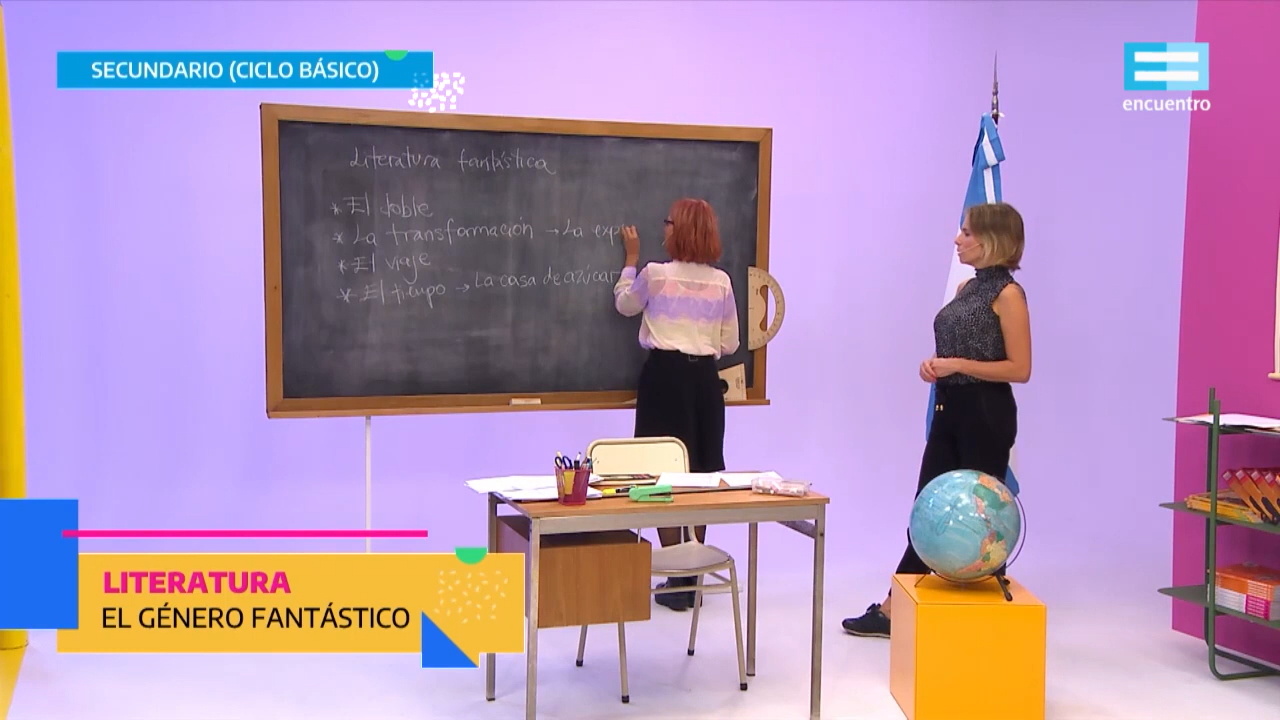 SECUNDARIO (CICLO BÁSICO)
encuentro
Literatura fantástica
* El doble
* La transformación → La exp
* El viaje
* El tiempo → La casa de azúcar
LITERATURA
EL GÉNERO FANTÁSTICO